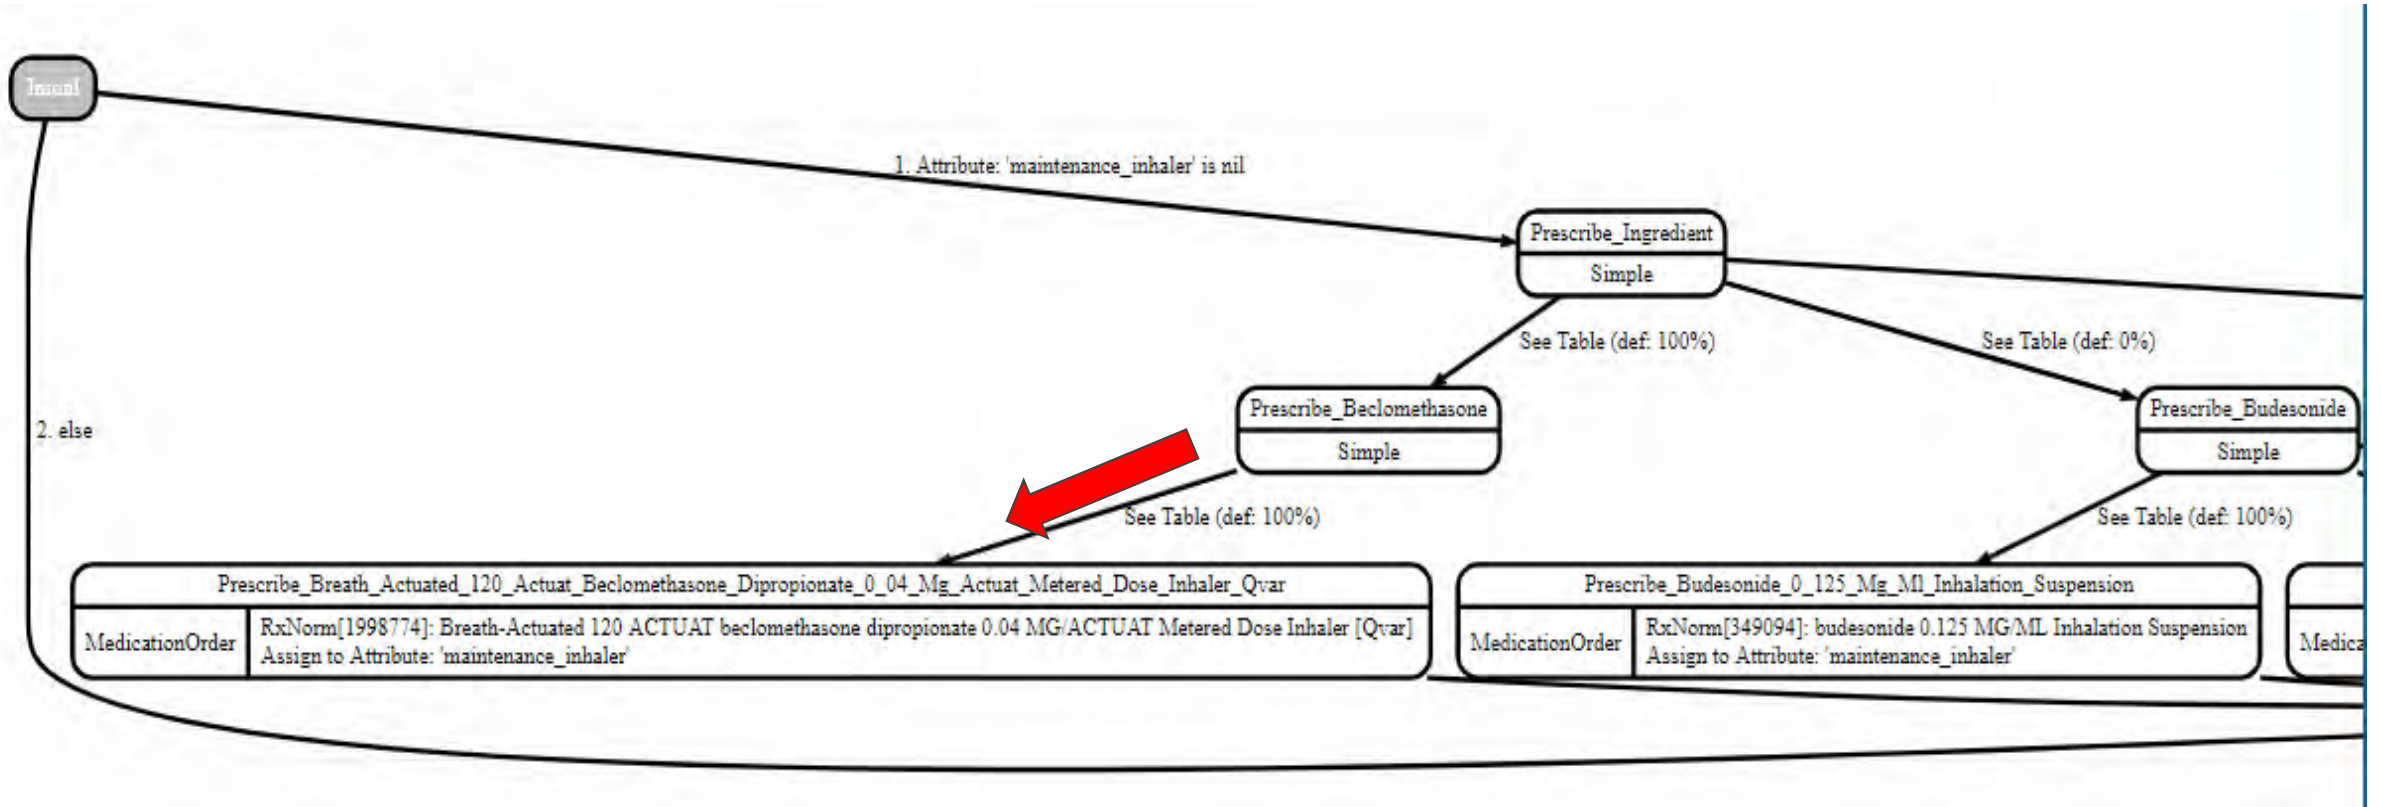 Initial
1. Attribute: 'maintenance_inhaler' is nil
Prescribe_Ingredient
Simple
See Table (def: 100%)
See Table (def: 0%)
Prescribe_Beclomethasone
Simple
Prescribe_Budesonide
Simple
2. else
See Table (def: 100%)
See Table (def: 100%)
Prescribe_Breath_Actuated_120_Actuat_Beclomethasone_Dipropionate_0_04_Mg_Actuat_Metered_Dose_Inhaler_Qvar
MedicationOrder
RxNorm[1998774]: Breath-Actuated 120 ACTUAT beclomethasone dipropionate 0.04 MG/ACTUAT Metered Dose Inhaler [Qvar]
Assign to Attribute: 'maintenance_inhaler'
Prescribe_Budesonide_0_125_Mg_Ml_Inhalation_Suspension
MedicationOrder
RxNorm[349094]: budesonide 0.125 MG/ML Inhalation Suspension
Assign to Attribute: 'maintenance_inhaler'
Medica